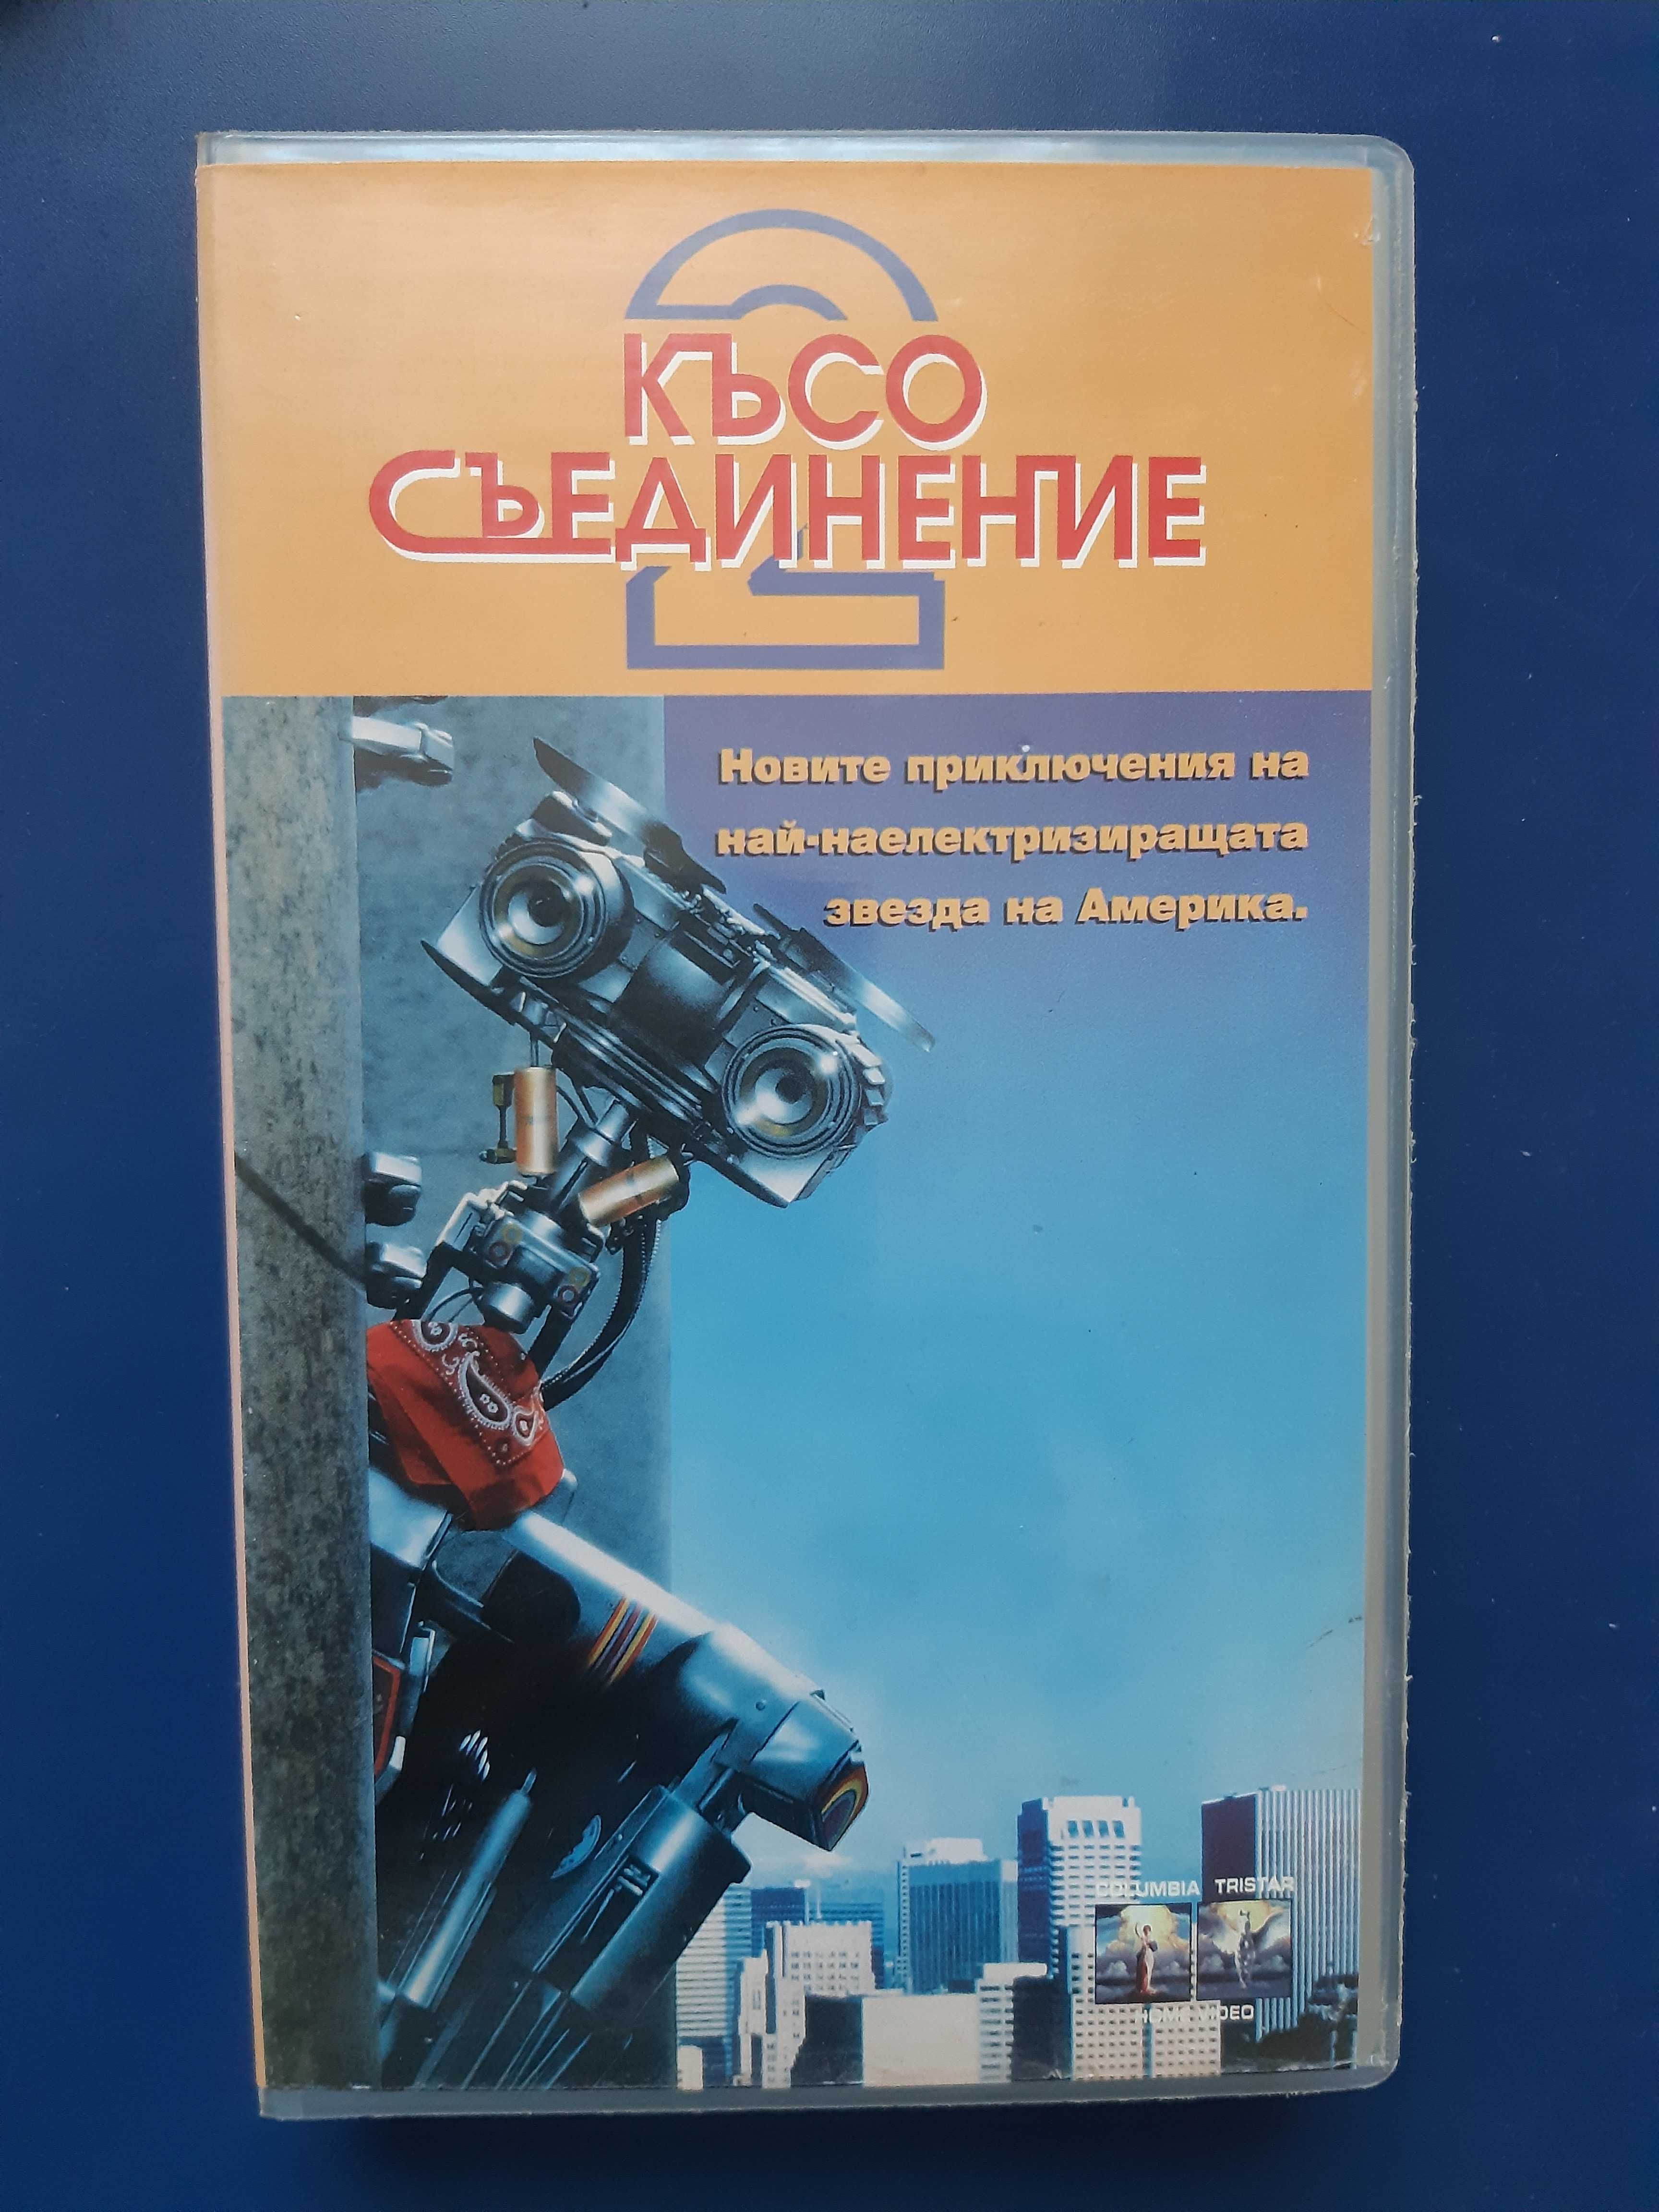 2
КЪСО
СЪЕДИНЕНИЕ
Новите приключения на
най-наелектризиращата
звезда на Америка.
COLUMBIA TRISTAR
HOME VIDEO